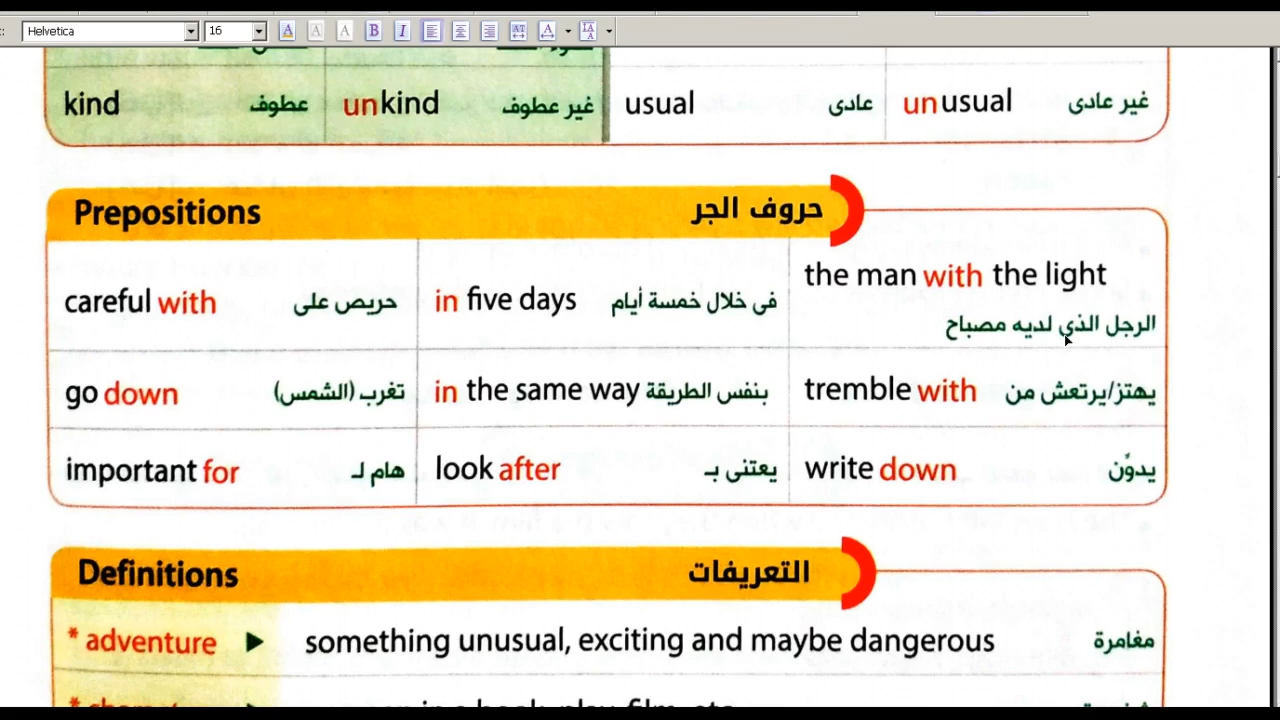 Helvetica 16
kind عطوف unkind غير عطوف usual عادى unusual غير عادى
Prepositions حروف الجر
careful with حريص على in five days فى خلال خمسة أيام the man with the light
الرجل الذي لديه مصباح
go down تغرب (الشمس) in the same way بنفس الطريقة tremble with يهتز/يرتعش من
important for هام لـ look after يعتنى بـ write down يدوِّن
Definitions التعريفات
* adventure something unusual, exciting and maybe dangerous مغامرة